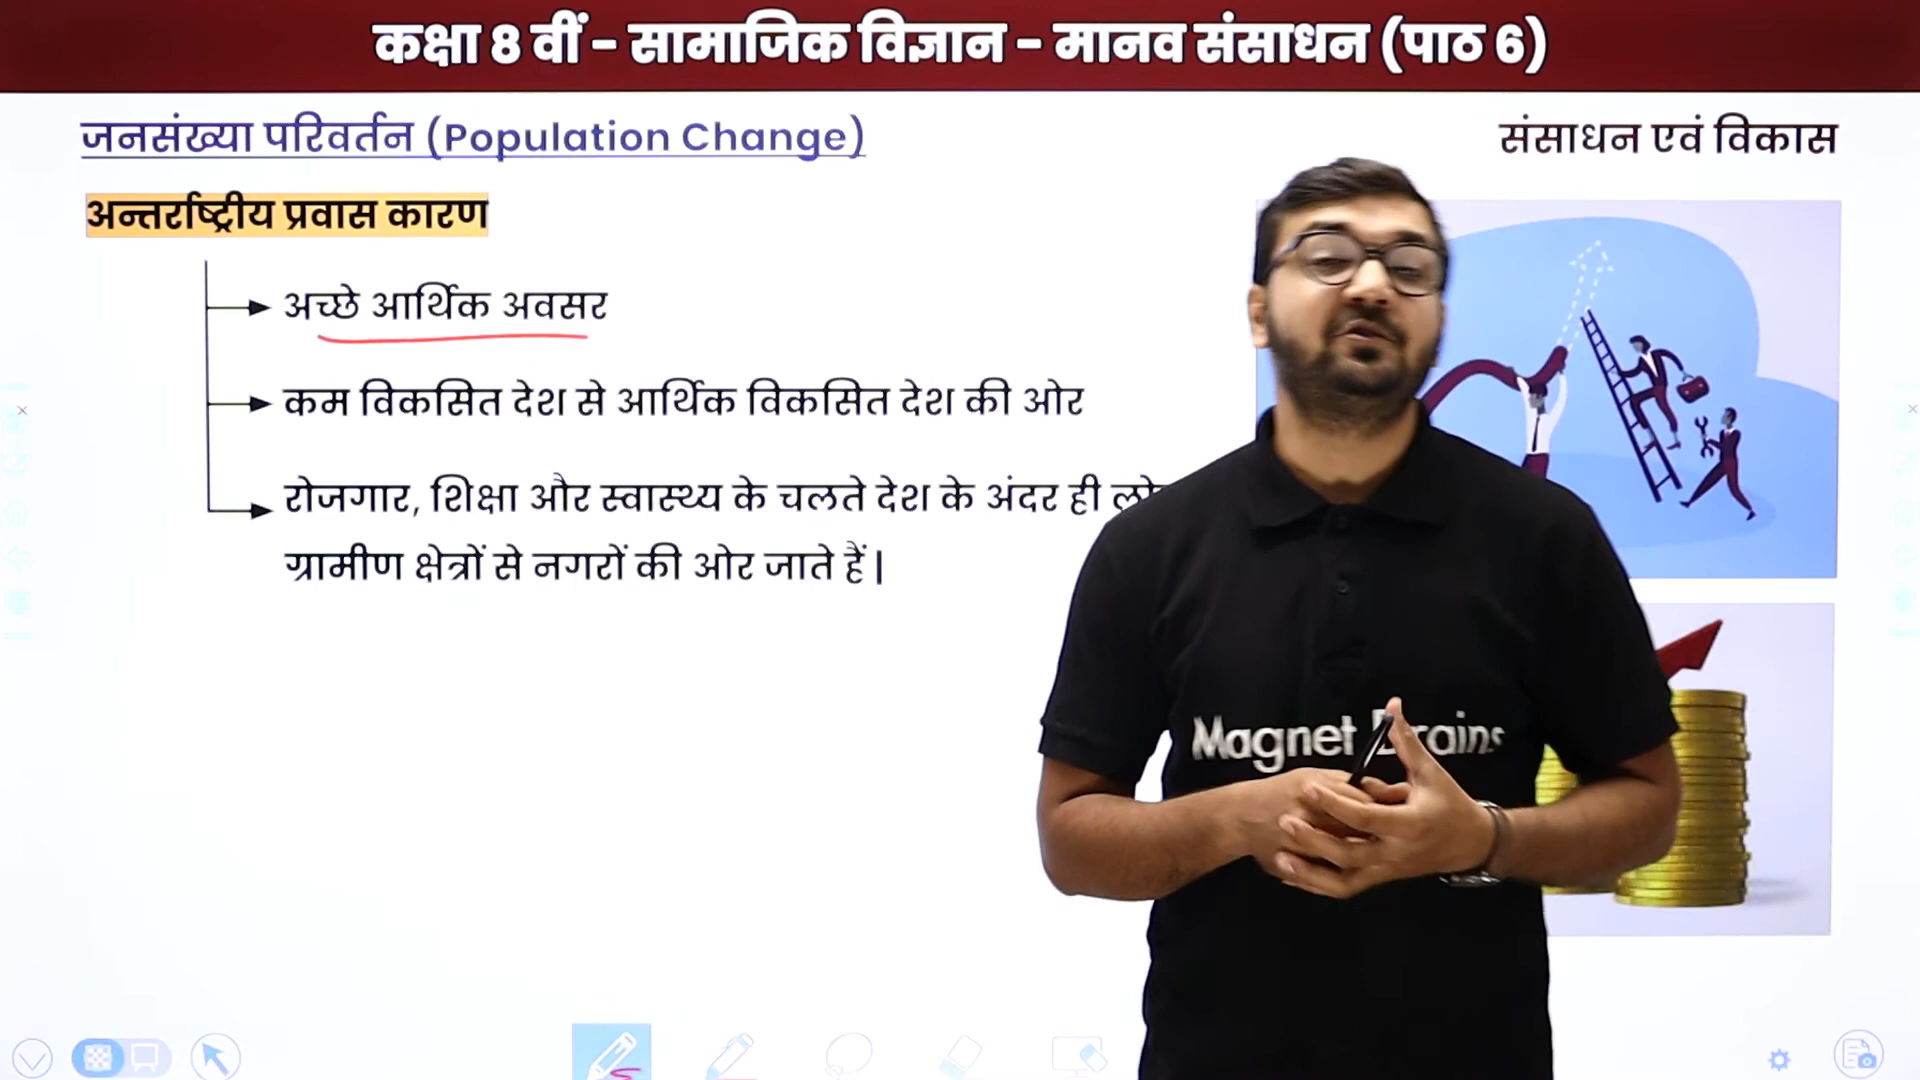 कक्षा 8 वीं - सामाजिक विज्ञान - मानव संसाधन (पाठ 6)
जनसंख्या परिवर्तन (Population Change)
संसाधन एवं विकास
अन्तर्राष्ट्रीय प्रवास कारण
अच्छे आर्थिक अवसर
कम विकसित देश से आर्थिक विकसित देश की ओर
रोजगार, शिक्षा और स्वास्थ्य के चलते देश के अंदर ही
ग्रामीण क्षेत्रों से नगरों की ओर जाते हैं |
Magnet Brains